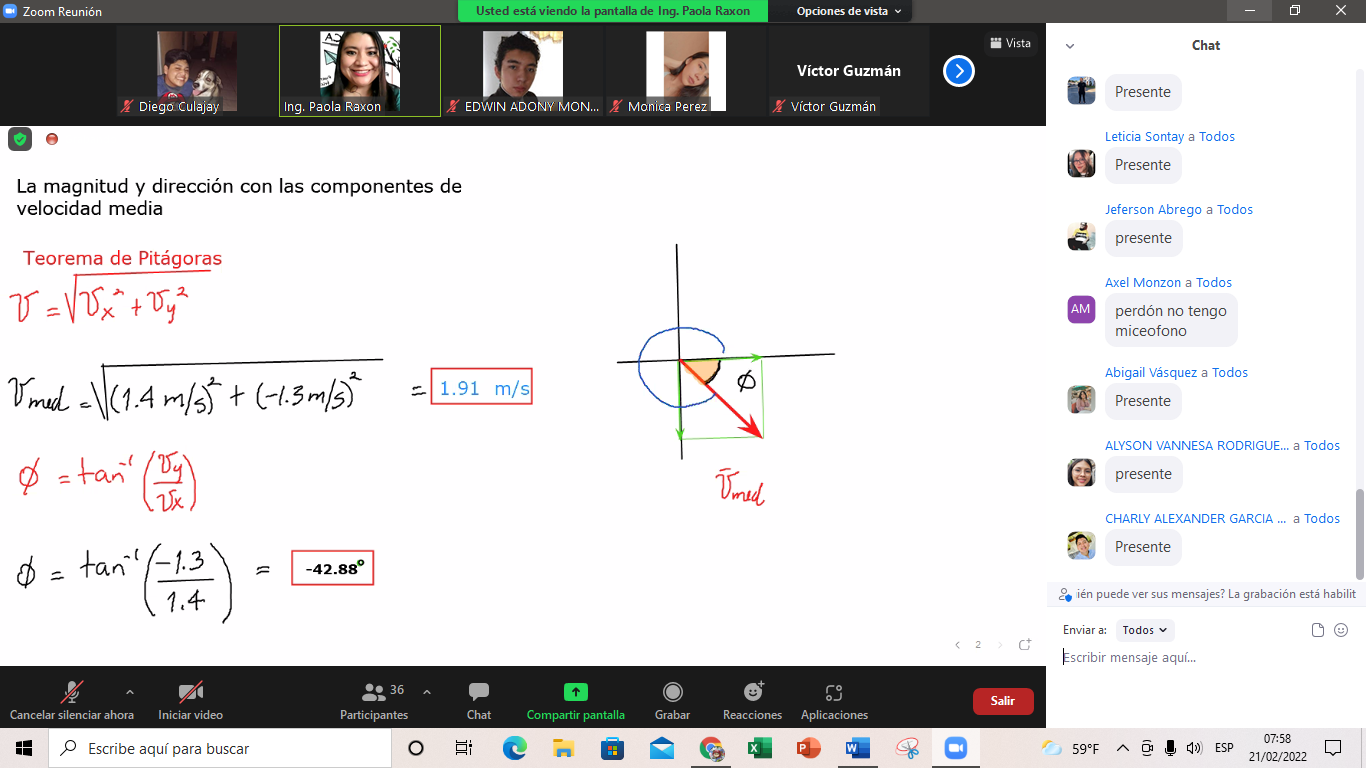 Zoom Reunión
Usted está viendo la pantalla de Ing. Paola Raxon
Opciones de vista
Diego Culajay
Ing. Paola Raxon
EDWIN ADONY MON...
Monica Perez
Víctor Guzmán
Víctor Guzmán
Vista
La magnitud y dirección con las componentes de
velocidad media
Teorema de Pitágoras
V = √Vx² + Vy²
Vmed = √(1.4 m/s)² + (-1.3 m/s)² = 1.91 m/s
ϕ = tan⁻¹ (Vy/Vx)
ϕ = tan⁻¹ (-1.3/1.4) = -42.88°
ϕ
V̄med
2
Chat
Presente
Leticia Sontay a Todos
Presente
Jeferson Abrego a Todos
presente
Axel Monzon a Todos
AM
perdón no tengo
miceofono
Abigail Vásquez a Todos
Presente
ALYSON VANNESA RODRIGUE... a Todos
presente
CHARLY ALEXANDER GARCIA ... a Todos
Presente
ién puede ver sus mensajes? La grabación está habilit
Enviar a: Todos
Escribir mensaje aquí...
Cancelar silenciar ahora
Iniciar video
36
Participantes
Chat
Compartir pantalla
Grabar
Reacciones
Aplicaciones
Salir
Escribe aquí para buscar
59°F
ESP
07:58
21/02/2022